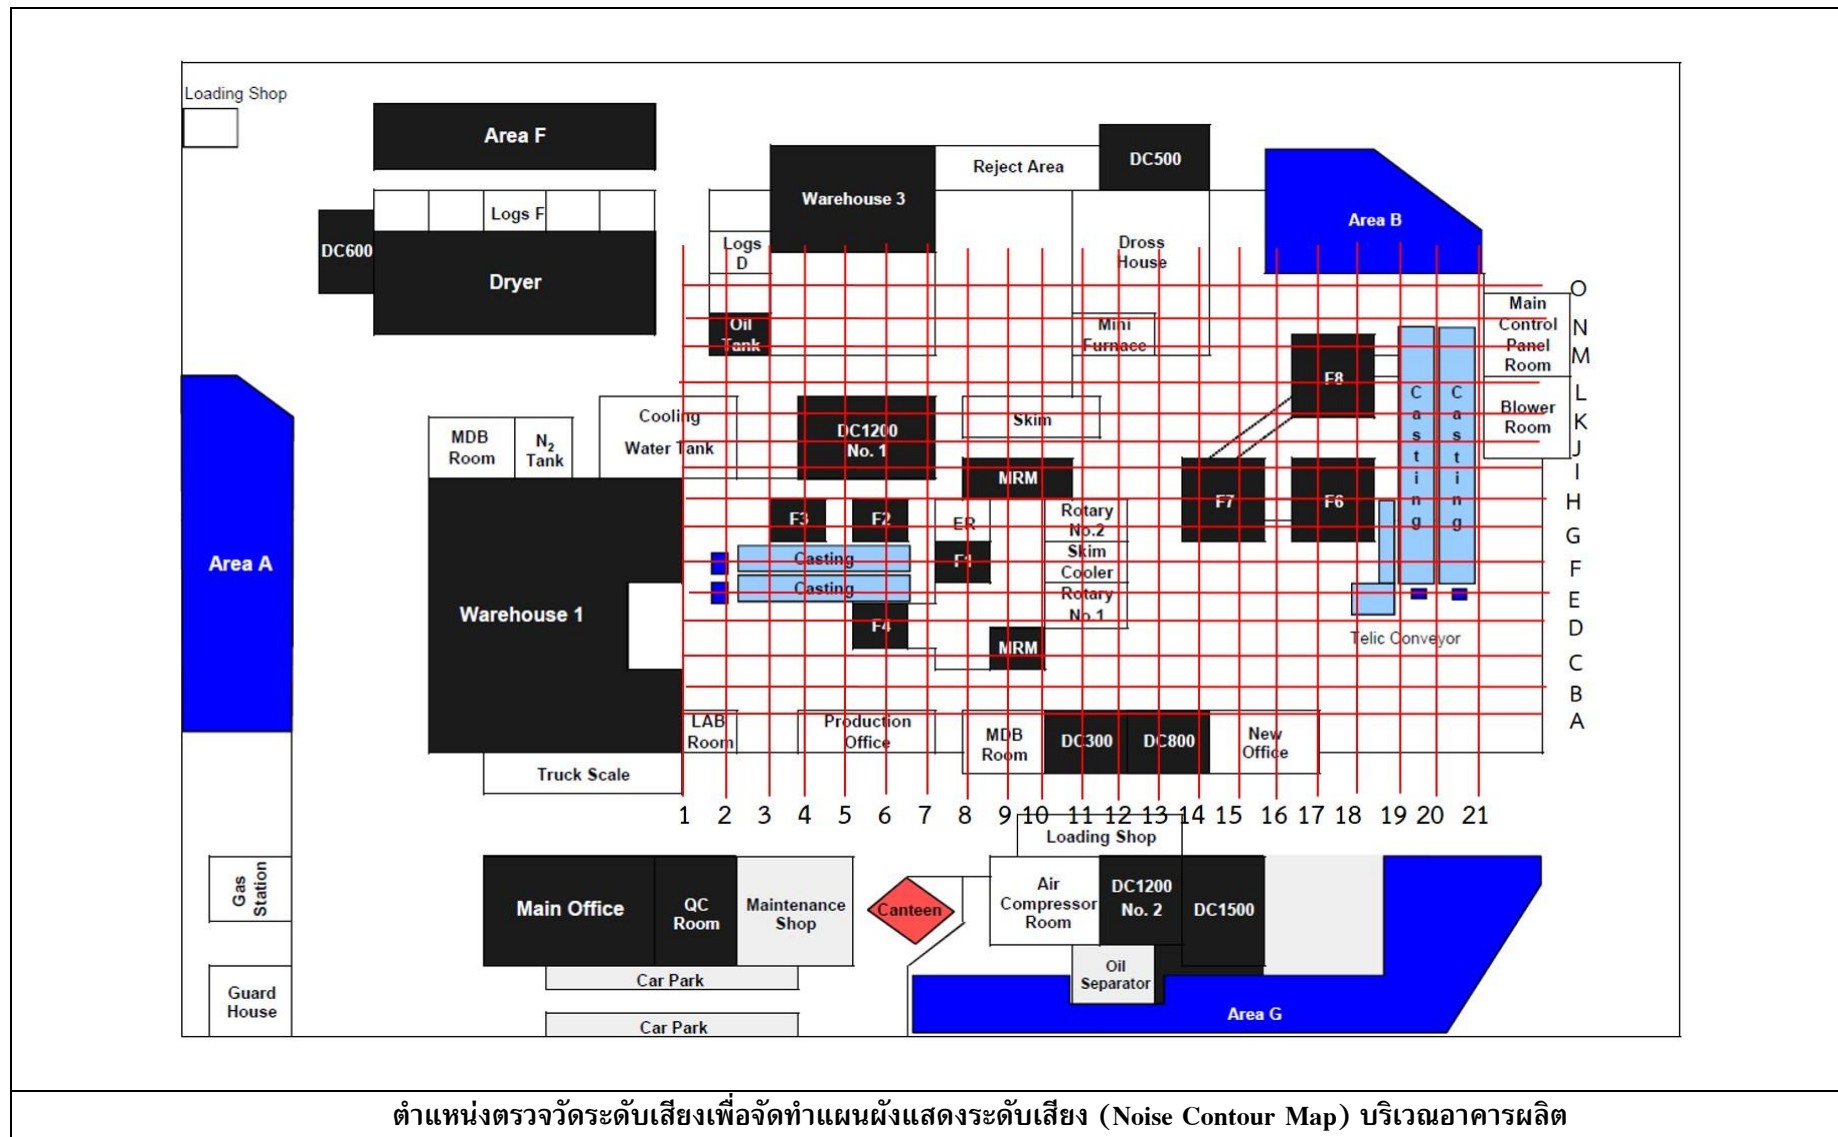 Loading Shop
Area F
DC500
Reject Area
Warehouse 3
Area B
Logs F
DC600
Logs
D
Dross
House
Dryer
O
Main
Control
Panel
Room
Oil
Tank
Mini
Furnace
N
M
F8
L
Casting
Casting
Blower
Room
K
Cooling
Water Tank
DC1200
No. 1
Skim
MDB
Room
N2
Tank
J
I
MRM
H
F3
F2
ER
Rotary
No.2
F7
F6
G
Skim
Cooler
Casting
F1
F
Area A
Casting
Rotary
No.1
E
Warehouse 1
F4
D
Telic Conveyor
MRM
C
B
A
LAB
Room
Production
Office
MDB
Room
DC300
DC800
New
Office
Truck Scale
1 2 3 4 5 6 7 8 9 10 11 12 13 14 15 16 17 18 19 20 21
Loading Shop
Gas
Station
Main Office
QC
Room
Maintenance
Shop
Canteen
Air
Compressor
Room
DC1200
No. 2
DC1500
Oil
Separator
Car Park
Guard
House
Area G
Car Park
ตำแหน่งตรวจวัดระดับเสียงเพื่อจัดทำแผนผังแสดงระดับเสียง (Noise Contour Map) บริเวณอาคารผลิต